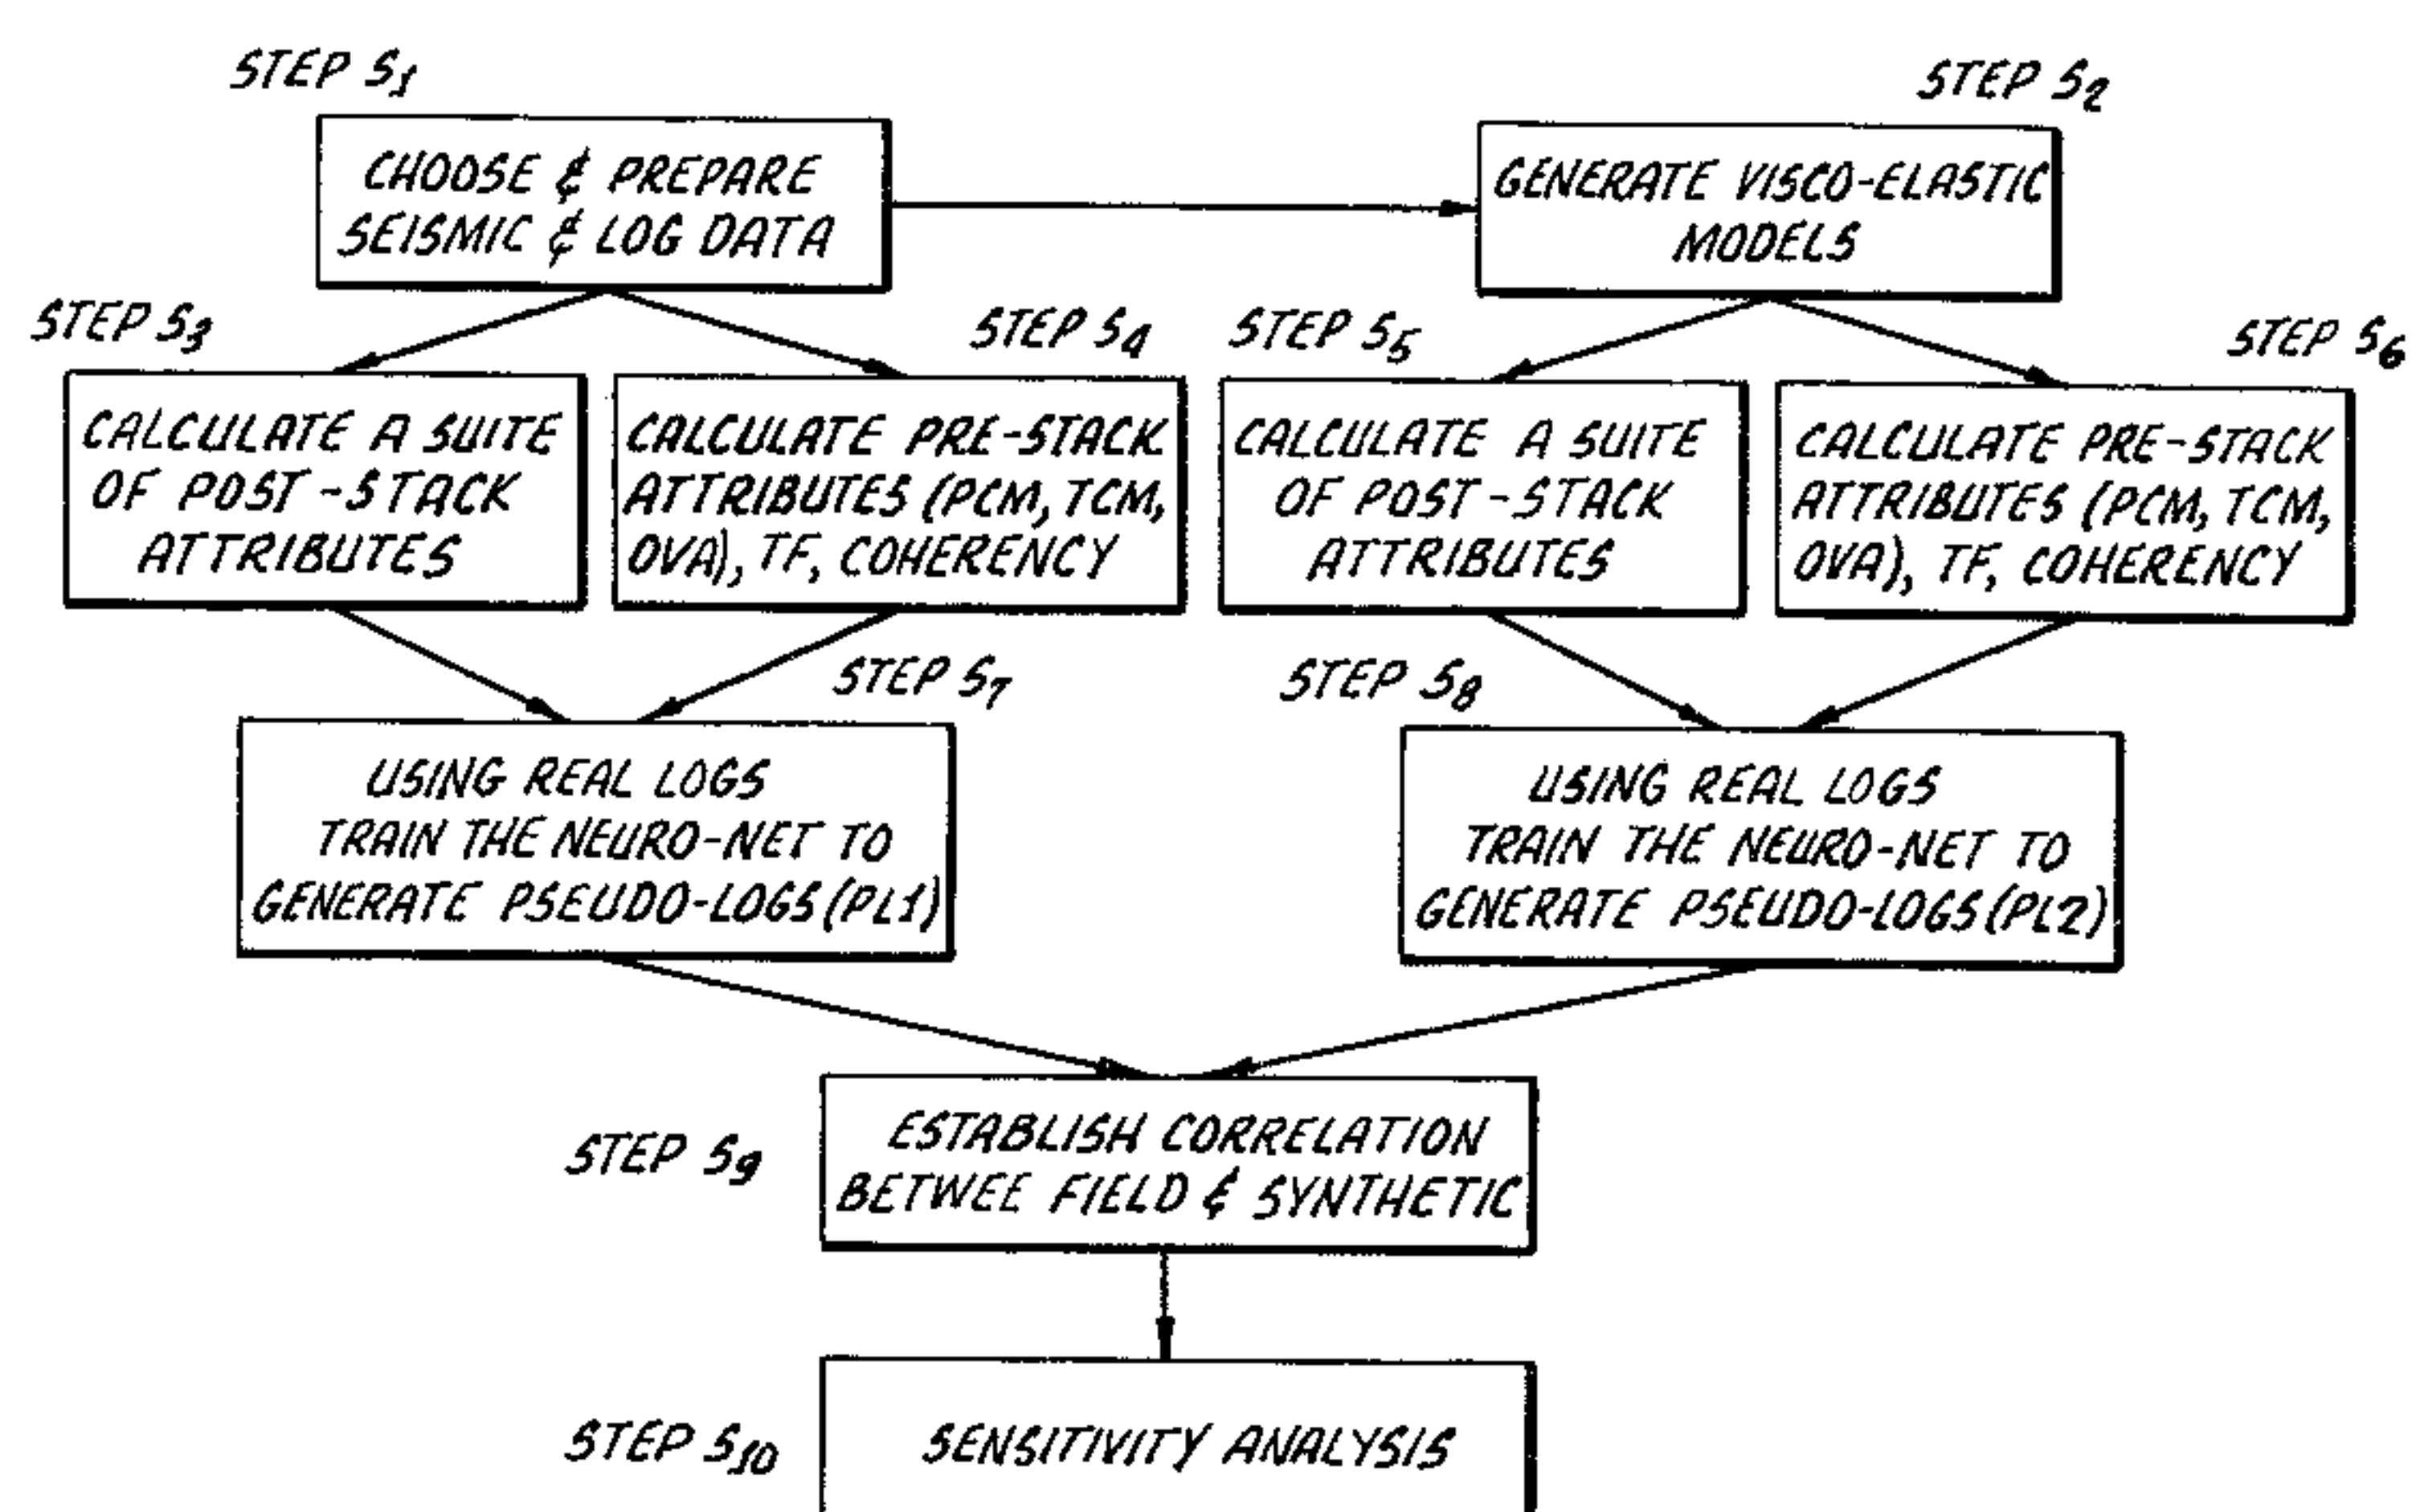 STEP S1
CHOOSE & PREPARE
SEISMIC & LOG DATA
STEP S2
GENERATE VISCO-ELASTIC
MODELS
STEP S3
CALCULATE A SUITE
OF POST-STACK
ATTRIBUTES
STEP S4
CALCULATE PRE-STACK
ATTRIBUTES (PCM, TCM,
OVA), TF, COHERENCY
STEP S5
CALCULATE A SUITE
OF POST-STACK
ATTRIBUTES
STEP S6
CALCULATE PRE-STACK
ATTRIBUTES (PCM, TCM,
OVA), TF, COHERENCY
STEP S7
USING REAL LOGS
TRAIN THE NEURO-NET TO
GENERATE PSEUDO-LOGS (PL1)
STEP S8
USING REAL LOGS
TRAIN THE NEURO-NET TO
GENERATE PSEUDO-LOGS (PL2)
STEP S9
ESTABLISH CORRELATION
BETWEE FIELD & SYNTHETIC
STEP S10
SENSITIVITY ANALYSIS